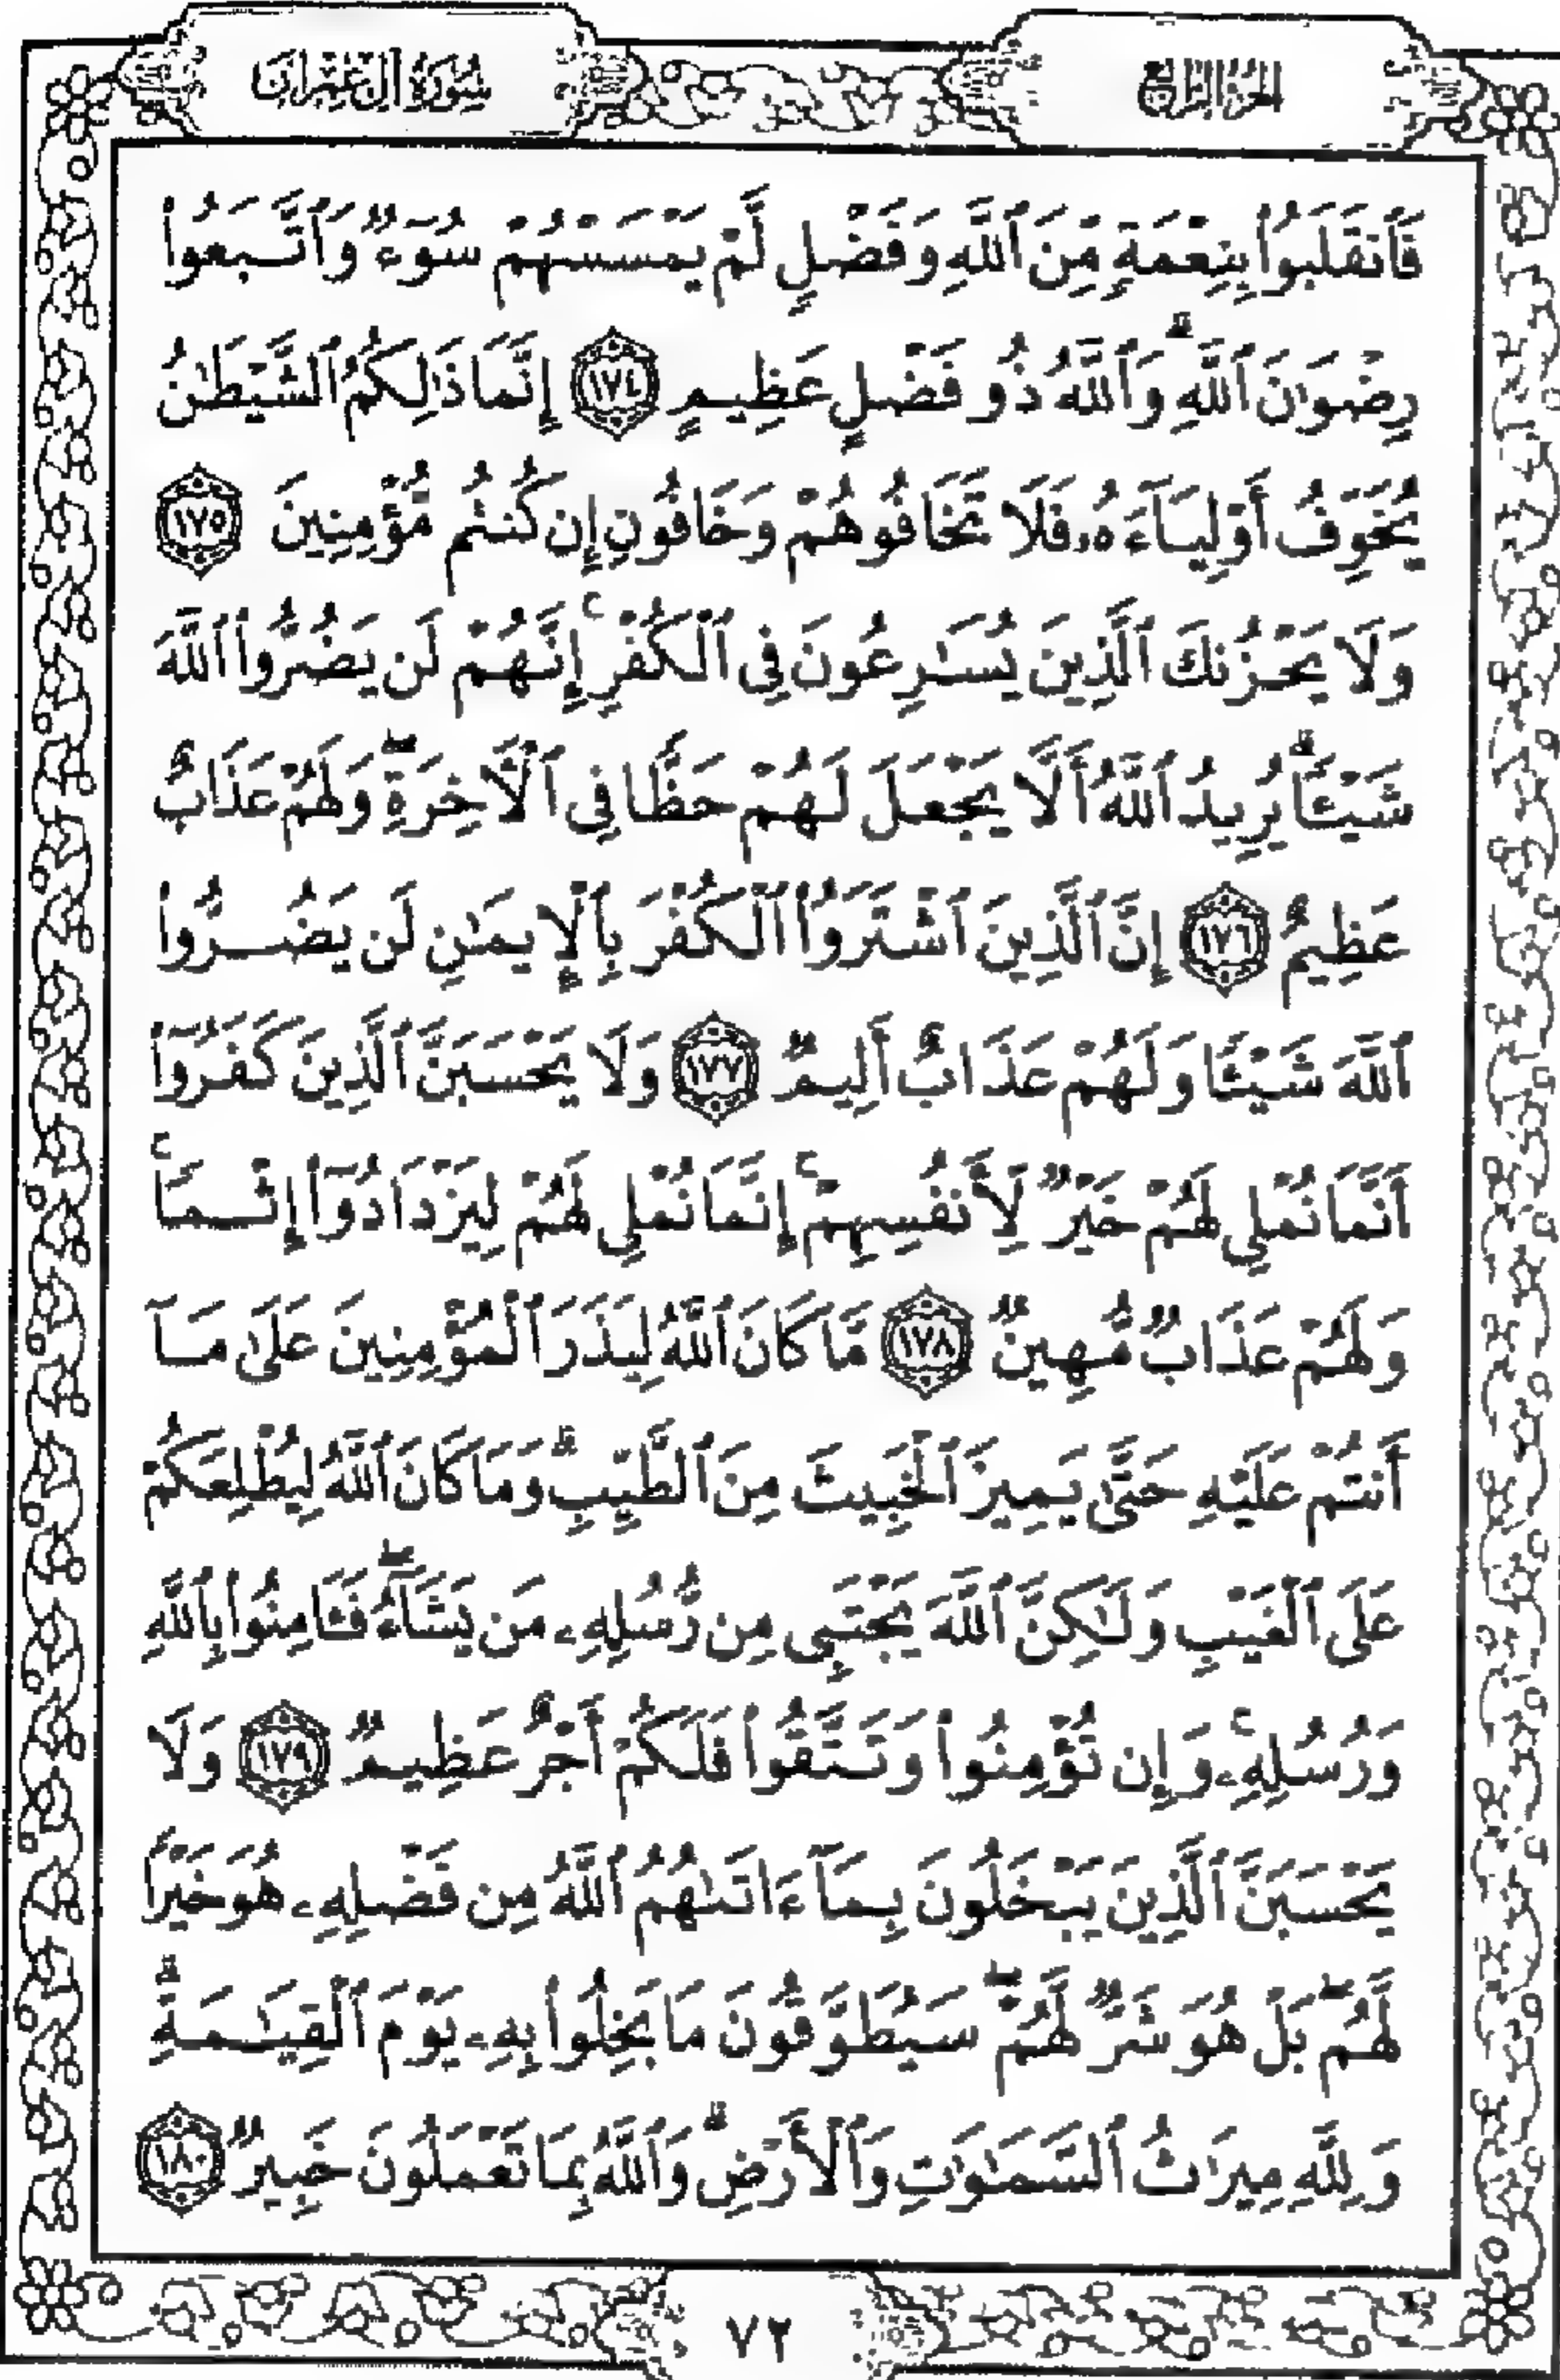 الجزء الرابع
سورة آل عمران
فَٱنقَلَبُوا۟ بِنِعْمَةٍ مِّنَ ٱللَّهِ وَفَضْلٍ لَّمْ يَمْسَسْهُمْ سُوٓءٌ وَٱتَّبَعُوا۟
رِضْوَٰنَ ٱللَّهِ ۗ وَٱللَّهُ ذُو فَضْلٍ عَظِيمٍ ١٧٤ إِنَّمَا ذَٰلِكُمُ ٱلشَّيْطَٰنُ
يُخَوِّفُ أَوْلِيَآءَهُۥ فَلَا تَخَافُوهُمْ وَخَافُونِ إِن كُنتُم مُّؤْمِنِينَ ١٧٥
وَلَا يَحْزُنكَ ٱلَّذِينَ يُسَٰرِعُونَ فِى ٱلْكُفْرِ ۚ إِنَّهُمْ لَن يَضُرُّوا۟ ٱللَّهَ
شَيْـًٔا ۗ يُرِيدُ ٱللَّهُ أَلَّا يَجْعَلَ لَهُمْ حَظًّا فِى ٱلْـَٔاخِرَةِ ۖ وَلَهُمْ عَذَابٌ
عَظِيمٌ ١٧٦ إِنَّ ٱلَّذِينَ ٱشْتَرَوُا۟ ٱلْكُفْرَ بِٱلْإِيمَٰنِ لَن يَضُرُّوا۟
ٱللَّهَ شَيْـًٔا وَلَهُمْ عَذَابٌ أَلِيمٌ ١٧٧ وَلَا يَحْسَبَنَّ ٱلَّذِينَ كَفَرُوٓا۟
أَنَّمَا نُمْلِى لَهُمْ خَيْرٌ لِّأَنفُسِهِمْ ۚ إِنَّمَا نُمْلِى لَهُمْ لِيَزْدَادُوٓا۟ إِثْمًا ۚ
وَلَهُمْ عَذَابٌ مُّهِينٌ ١٧٨ مَّا كَانَ ٱللَّهُ لِيَذَرَ ٱلْمُؤْمِنِينَ عَلَىٰ مَآ
أَنتُمْ عَلَيْهِ حَتَّىٰ يَمِيزَ ٱلْخَبِيثَ مِنَ ٱلطَّيِّبِ ۗ وَمَا كَانَ ٱللَّهُ لِيُطْلِعَكُمْ
عَلَى ٱلْغَيْبِ وَلَٰكِنَّ ٱللَّهَ يَجْتَبِى مِن رُّسُلِهِۦ مَن يَشَآءُ ۖ فَـَٔامِنُوا۟ بِٱللَّهِ
وَرُسُلِهِۦ ۚ وَإِن تُؤْمِنُوا۟ وَتَتَّقُوا۟ فَلَكُمْ أَجْرٌ عَظِيمٌ ١٧٩ وَلَا
يَحْسَبَنَّ ٱلَّذِينَ يَبْخَلُونَ بِمَآ ءَاتَىٰهُمُ ٱللَّهُ مِن فَضْلِهِۦ هُوَ خَيْرًا
لَّهُم ۖ بَلْ هُوَ شَرٌّ لَّهُمْ ۖ سَيُطَوَّقُونَ مَا بَخِلُوا۟ بِهِۦ يَوْمَ ٱلْقِيَٰمَةِ ۗ
وَلِلَّهِ مِيرَٰثُ ٱلسَّمَٰوَٰتِ وَٱلْأَرْضِ ۗ وَٱللَّهُ بِمَا تَعْمَلُونَ خَبِيرٌ ١٨٠
٧٢